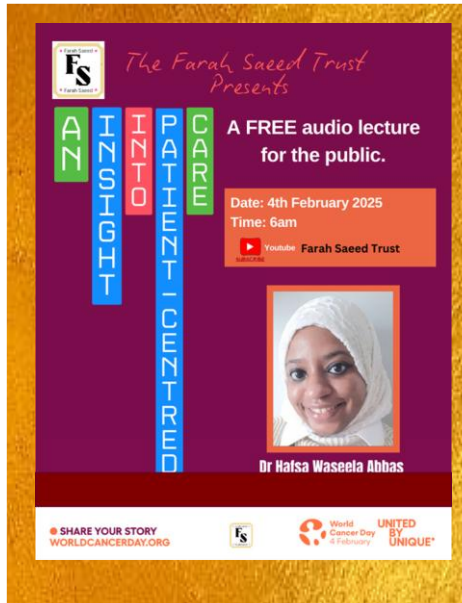 Farah Saeed
FS
Farah Saeed
The Farah Saeed Trust
Presents
AN
INSIGHT
INTO
PATIENT-CENTRED
CARE
A FREE audio lecture
for the public.
Date: 4th February 2025
Time: 6am
Youtube Farah Saeed Trust
SUBSCRIBE
Dr Hafsa Waseela Abbas
SHARE YOUR STORY
WORLDCANCERDAY.ORG
FS
World
Cancer Day
4 February
UNITED
BY
UNIQUE